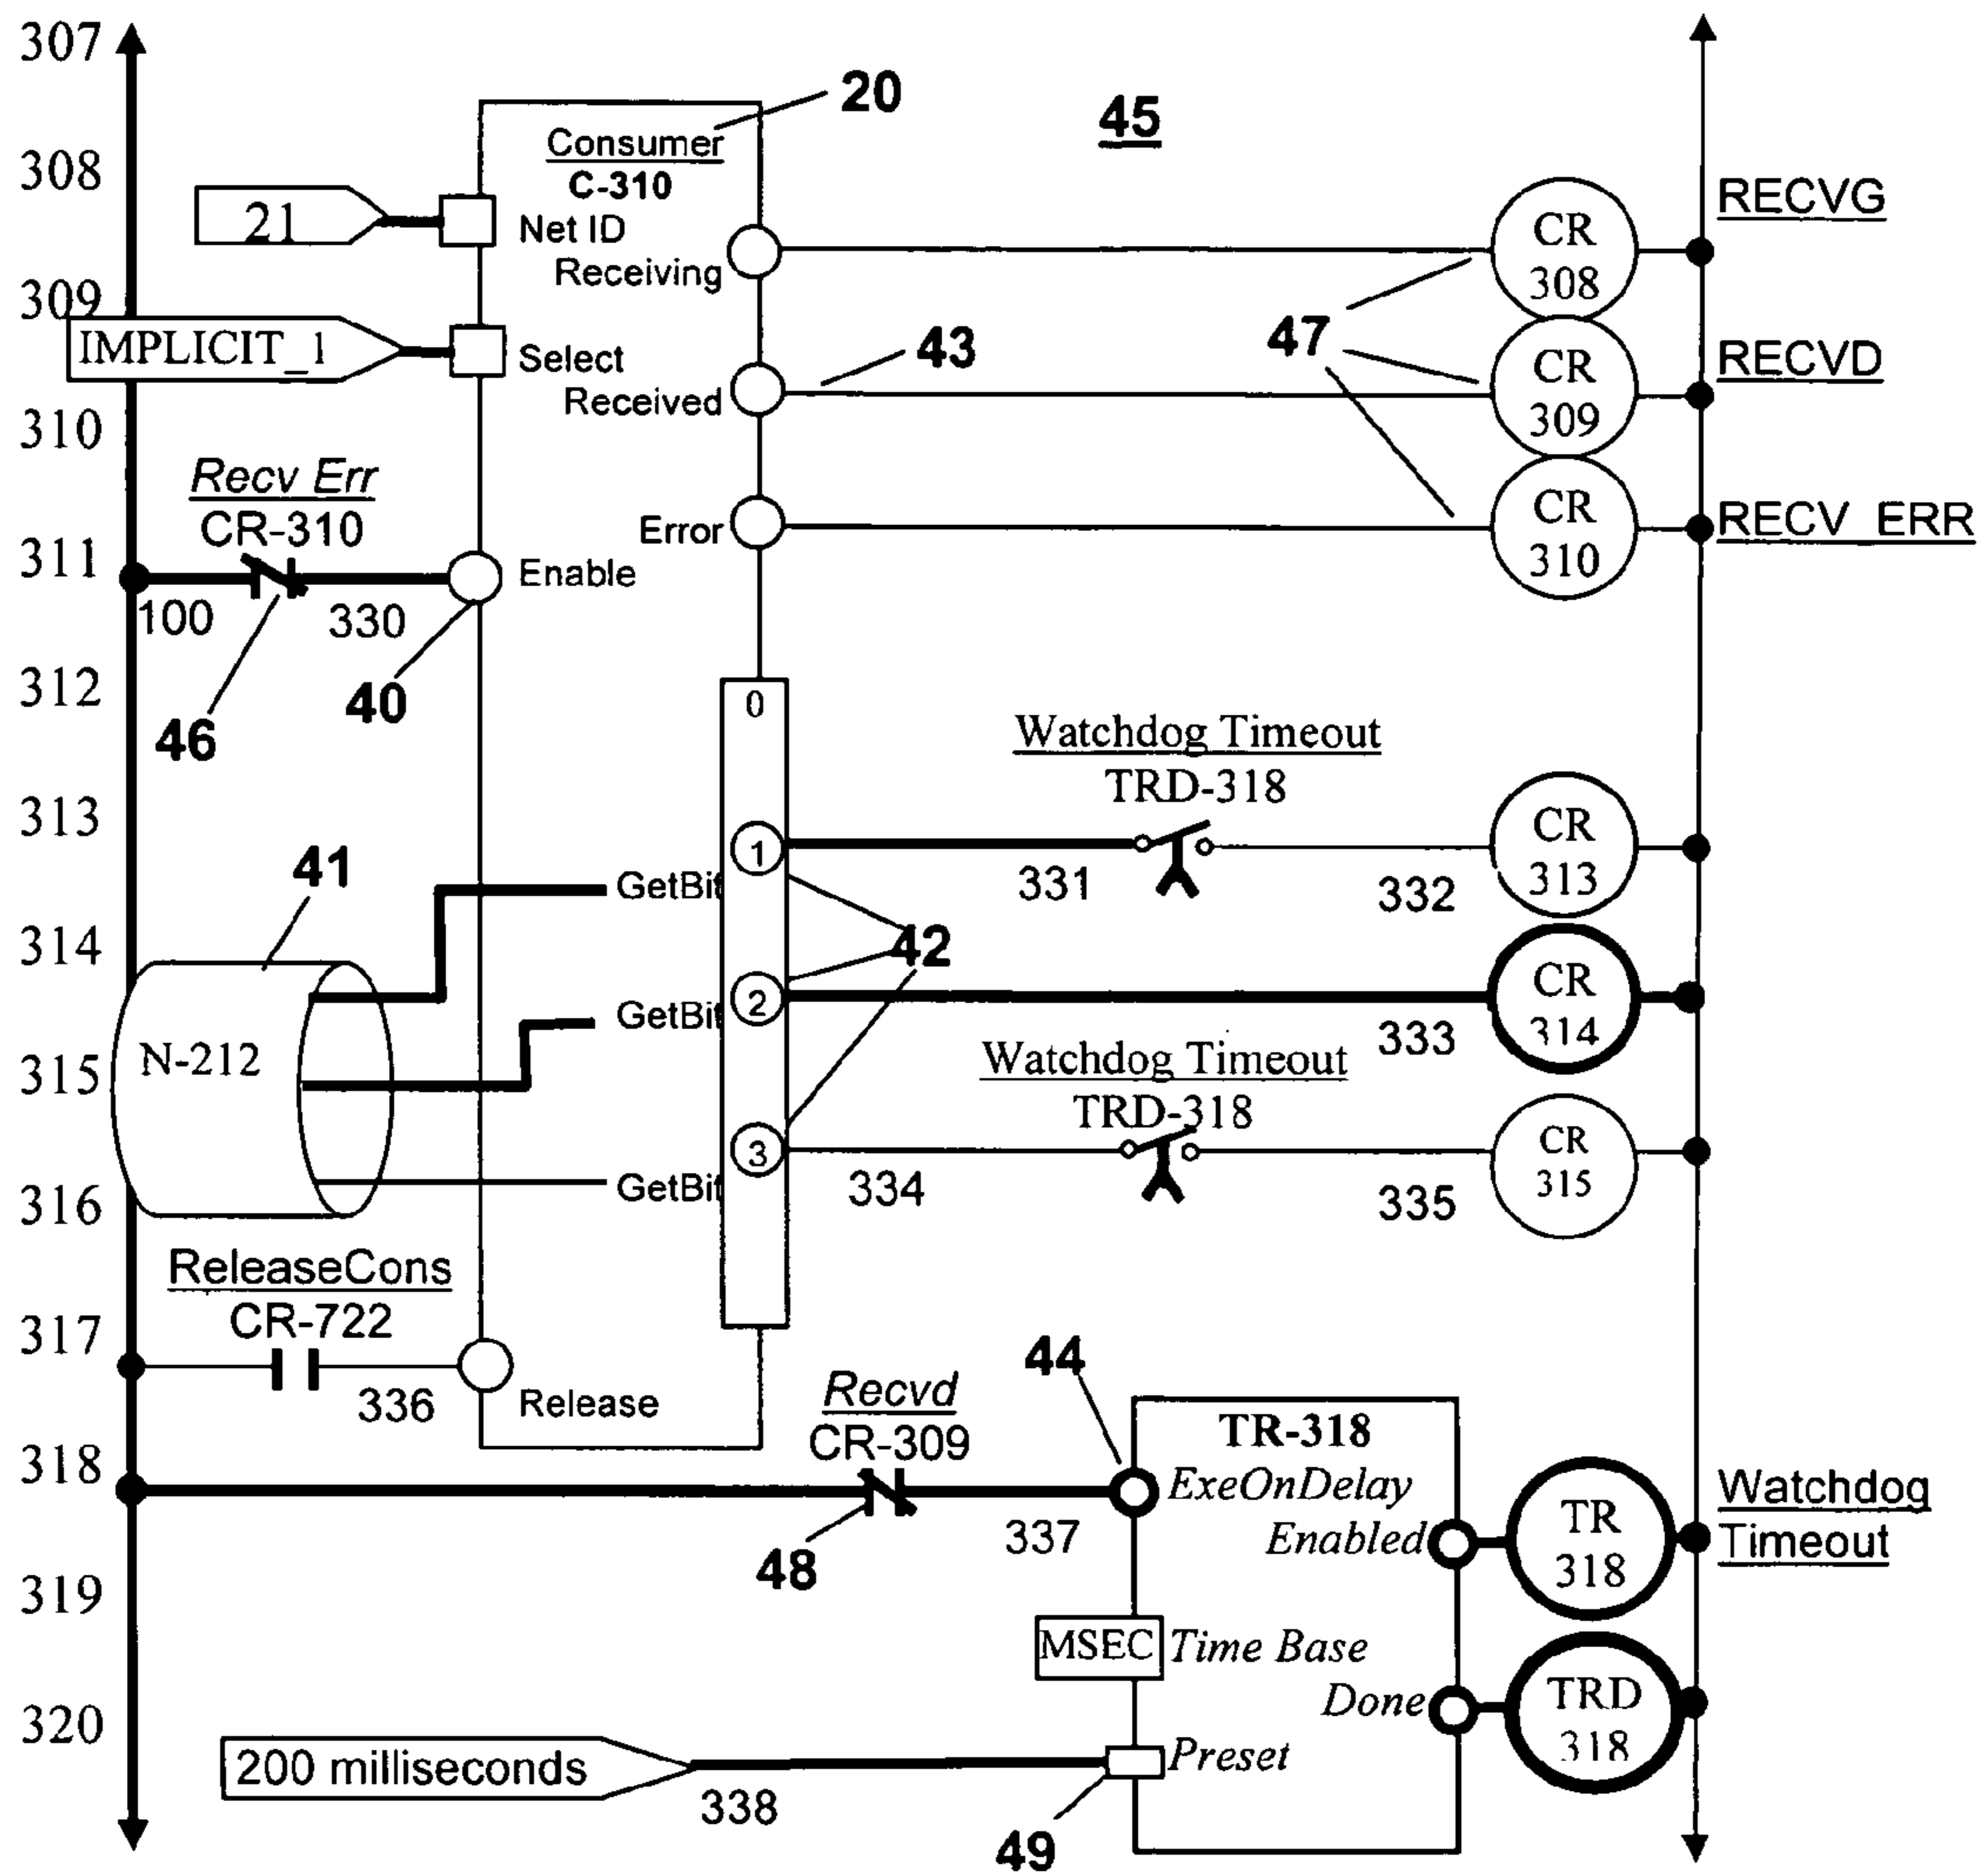 307
20
45
Consumer
C-310
308
21
Net ID
Receiving
CR
308
RECVG
309
IMPLICIT_1
Select
Received
43
47
CR
309
RECVD
310
Recv Err
CR-310
Error
CR
310
RECV_ERR
311
100
330
Enable
46
40
312
0
Watchdog Timeout
TRD-318
313
1
331
332
CR
313
41
GetBit
314
42
2
333
CR
314
N-212
GetBit
315
Watchdog Timeout
TRD-318
3
334
335
CR
315
GetBit
316
ReleaseCons
CR-722
317
336
Release
44
Recvd
CR-309
318
48
337
TR-318
ExeOnDelay
Enabled
TR
318
Watchdog
Timeout
319
MSEC
Time Base
Done
TRD
318
320
200 milliseconds
338
Preset
49